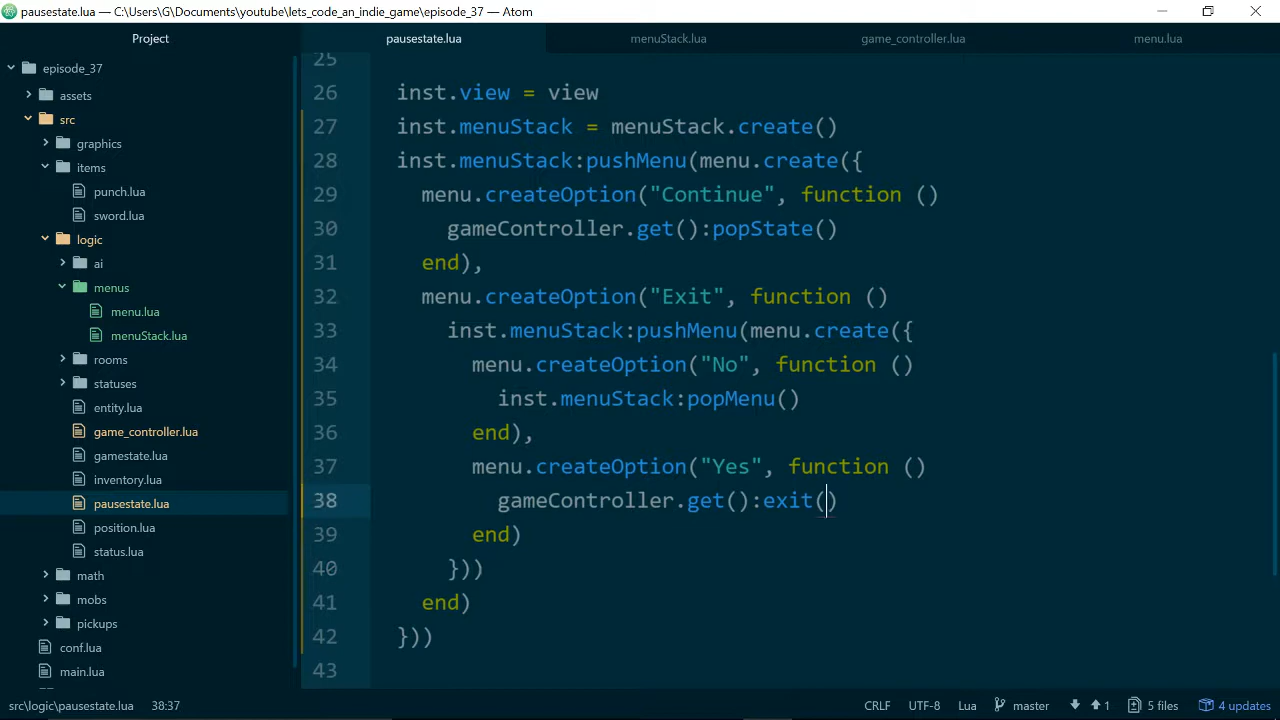 pausestate.lua — C:\Users\G\Documents\youtube\lets_code_an_indie_game\episode_37 — Atom
Project
pausestate.lua
menuStack.lua
game_controller.lua
menu.lua
episode_37
assets
src
graphics
items
punch.lua
sword.lua
logic
ai
menus
menu.lua
menuStack.lua
rooms
statuses
entity.lua
game_controller.lua
gamestate.lua
inventory.lua
pausestate.lua
position.lua
status.lua
math
mobs
pickups
conf.lua
main.lua
25
26 inst.view = view
27 inst.menuStack = menuStack.create()
28 inst.menuStack:pushMenu(menu.create({
29 menu.createOption("Continue", function ()
30 gameController.get():popState()
31 end),
32 menu.createOption("Exit", function ()
33 inst.menuStack:pushMenu(menu.create({
34 menu.createOption("No", function ()
35 inst.menuStack:popMenu()
36 end),
37 menu.createOption("Yes", function ()
38 gameController.get():exit()
39 end)
40 }))
41 end)
42 }))
43
src\logic\pausestate.lua 38:37 CRLF UTF-8 Lua master 1 5 files 4 updates